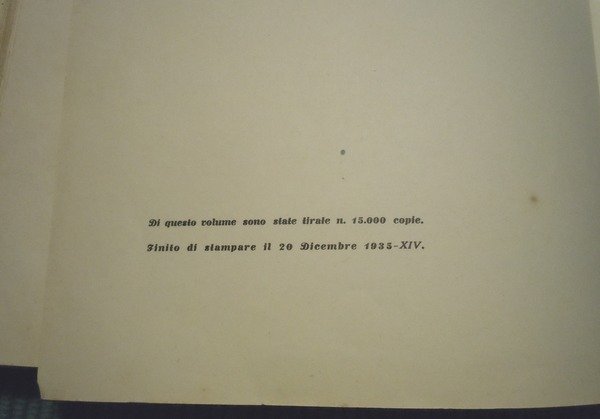 Di questo volume sono state tirate n. 15.000 copie.
Finito di stampare il 20 Dicembre 1935-XIV.